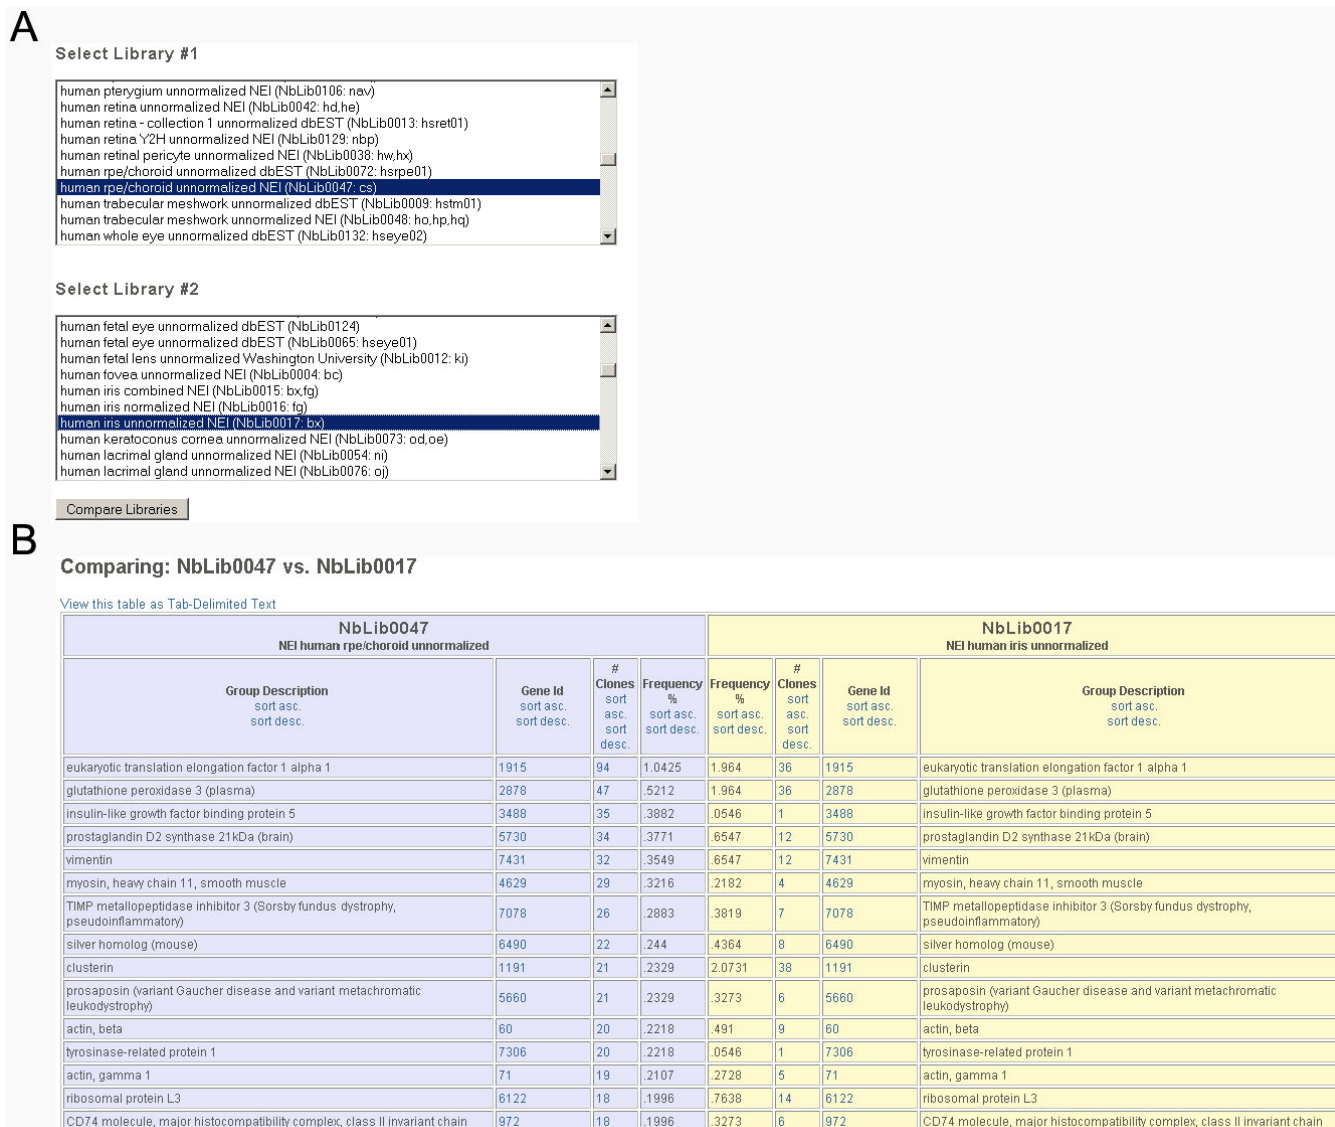 A
Select Library #1
human pterygium unnormalized NEI (NbLib0106: nav)
human retina unnormalized NEI (NbLib0042: hd,he)
human retina - collection 1 unnormalized dbEST (NbLib0013: hsret01)
human retina Y2H unnormalized NEI (NbLib0129: nbp)
human retinal pericyte unnormalized NEI (NbLib0038: hw,hx)
human rpe/choroid unnormalized dbEST (NbLib0072: hsrpe01)
human rpe/choroid unnormalized NEI (NbLib0047: cs)
human trabecular meshwork unnormalized dbEST (NbLib0009: hstm01)
human trabecular meshwork unnormalized NEI (NbLib0048: ho,hp,hq)
human whole eye unnormalized dbEST (NbLib0132: hseye02)
Select Library #2
human fetal eye unnormalized dbEST (NbLib0124)
human fetal eye unnormalized dbEST (NbLib0065: hseye01)
human fetal lens unnormalized Washington University (NbLib0012: ki)
human fovea unnormalized NEI (NbLib0004: bc)
human iris combined NEI (NbLib0015: bx,fg)
human iris normalized NEI (NbLib0016: fg)
human iris unnormalized NEI (NbLib0017: bx)
human keratoconus cornea unnormalized NEI (NbLib0073: od,oe)
human lacrimal gland unnormalized NEI (NbLib0054: ni)
human lacrimal gland unnormalized NEI (NbLib0076: oj)
Compare Libraries
B
Comparing: NbLib0047 vs. NbLib0017
View this table as Tab-Delimited Text
NbLib0047 NbLib0017
NEI human rpe/choroid unnormalized NEI human iris unnormalized
Group Description sort asc. sort desc. Gene Id sort asc. sort desc. # Clones sort asc. sort desc. Frequency % sort asc. sort desc. Frequency % sort asc. sort desc. # Clones sort asc. sort desc. Gene Id sort asc. sort desc. Group Description sort asc. sort desc.
eukaryotic translation elongation factor 1 alpha 1 1915 94 1.0425 1.964 36 1915 eukaryotic translation elongation factor 1 alpha 1
glutathione peroxidase 3 (plasma) 2878 47 .5212 1.964 36 2878 glutathione peroxidase 3 (plasma)
insulin-like growth factor binding protein 5 3488 35 .3882 .0546 1 3488 insulin-like growth factor binding protein 5
prostaglandin D2 synthase 21kDa (brain) 5730 34 .3771 .6547 12 5730 prostaglandin D2 synthase 21kDa (brain)
vimentin 7431 32 .3549 .6547 12 7431 vimentin
myosin, heavy chain 11, smooth muscle 4629 29 .3216 .2182 4 4629 myosin, heavy chain 11, smooth muscle
TIMP metallopeptidase inhibitor 3 (Sorsby fundus dystrophy, pseudoinflammatory) 7078 26 .2883 .3819 7 7078 TIMP metallopeptidase inhibitor 3 (Sorsby fundus dystrophy, pseudoinflammatory)
silver homolog (mouse) 6490 22 .244 .4364 8 6490 silver homolog (mouse)
clusterin 1191 21 .2329 2.0731 38 1191 clusterin
prosaposin (variant Gaucher disease and variant metachromatic leukodystrophy) 5660 21 .2329 .3273 6 5660 prosaposin (variant Gaucher disease and variant metachromatic leukodystrophy)
actin, beta 60 20 .2218 .491 9 60 actin, beta
tyrosinase-related protein 1 7306 20 .2218 .0546 1 7306 tyrosinase-related protein 1
actin, gamma 1 71 19 .2107 .2728 5 71 actin, gamma 1
ribosomal protein L3 6122 18 .1996 .7638 14 6122 ribosomal protein L3
CD74 molecule, major histocompatibility complex, class II invariant chain 972 18 .1996 .3273 6 972 CD74 molecule, major histocompatibility complex, class II invariant chain